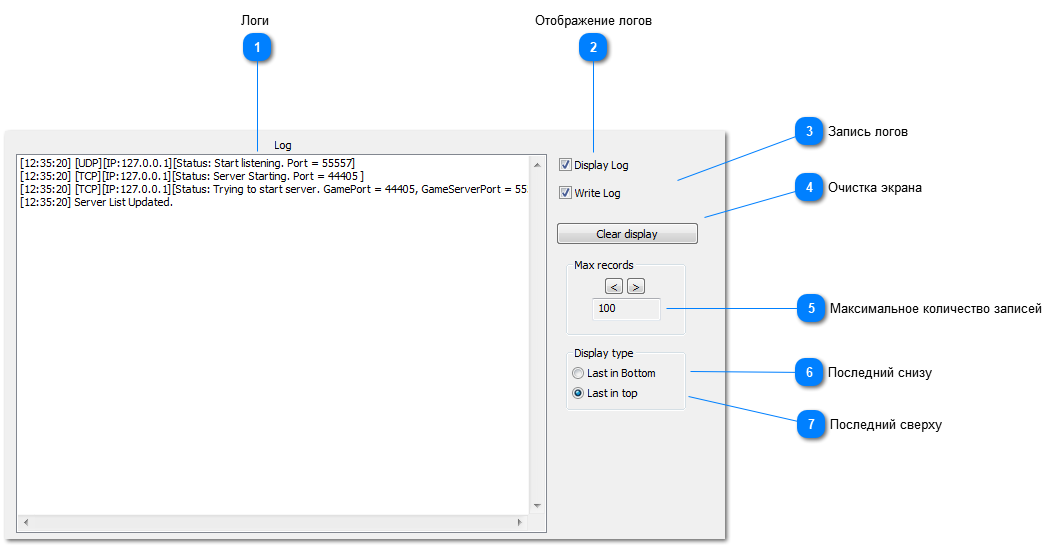 Логи
1
Отображение логов
2
Log
[12:35:20] [UDP][IP:127.0.0.1][Status: Start listening. Port = 55557]
[12:35:20] [TCP][IP:127.0.0.1][Status: Server Starting. Port = 44405 ]
[12:35:20] [TCP][IP:127.0.0.1][Status: Trying to start server. GamePort = 44405, GameServerPort = 55
[12:35:20] Server List Updated.
Display Log
Write Log
Clear display
Max records
< >
100
Display type
Last in Bottom
Last in top
3 Запись логов
4 Очистка экрана
5 Максимальное количество записей
6 Последний снизу
7 Последний сверху